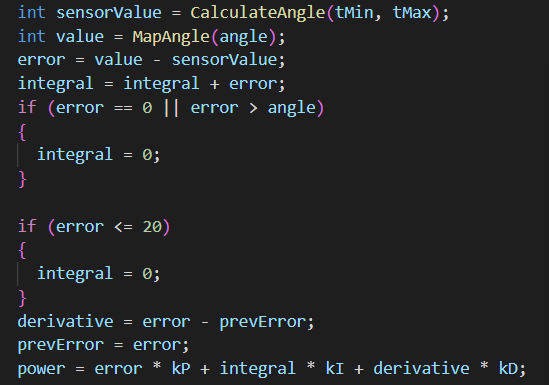 int sensorValue = CalculateAngle(tMin, tMax);
int value = MapAngle(angle);
error = value - sensorValue;
integral = integral + error;
if (error == 0 || error > angle)
{
integral = 0;
}
if (error <= 20)
{
integral = 0;
}
derivative = error - prevError;
prevError = error;
power = error * kP + integral * kI + derivative * kD;